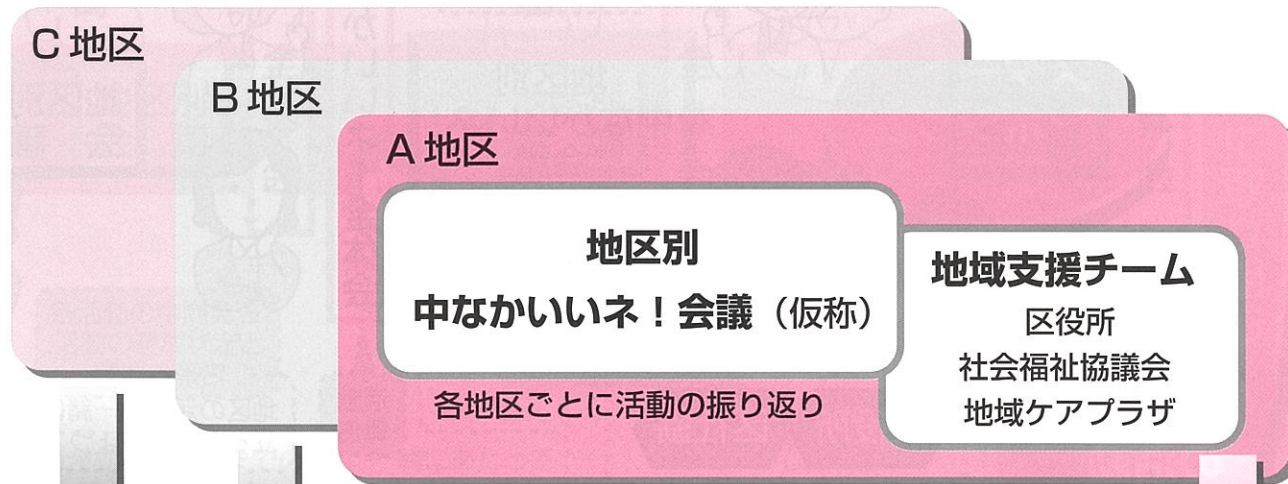 C地区
B地区
A地区
地区別
中なかいいネ！会議（仮称）
各地区ごとに活動の振り返り
地域支援チーム
区役所
社会福祉協議会
地域ケアプラザ